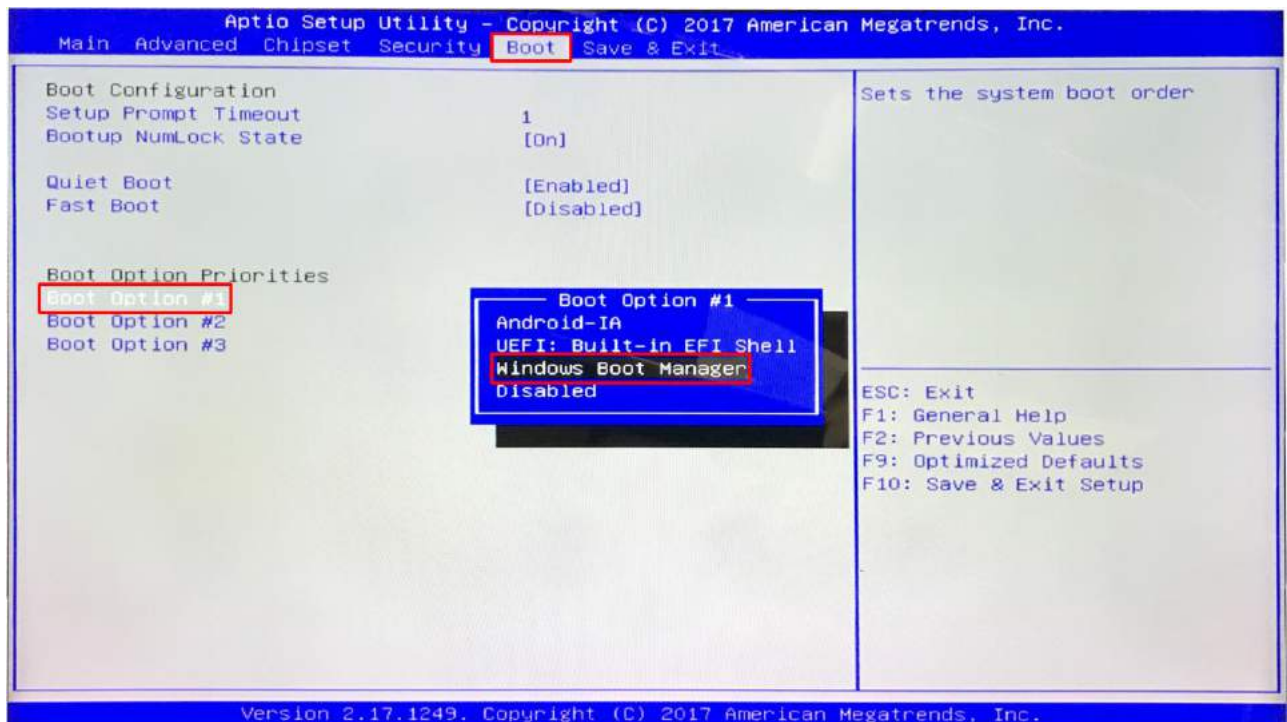 Aptio Setup Utility – Copyright (C) 2017 American Megatrends, Inc.
Main Advanced Chipset Security Boot Save & Exit
Boot Configuration
Setup Prompt Timeout 1
Bootup NumLock State [On]
Quiet Boot [Enabled]
Fast Boot [Disabled]
Boot Option Priorities
Boot Option #1
Boot Option #2
Boot Option #3
Boot Option #1
Android-IA
UEFI: Built-in EFI Shell
Windows Boot Manager
Disabled
Sets the system boot order
ESC: Exit
F1: General Help
F2: Previous Values
F9: Optimized Defaults
F10: Save & Exit Setup
Version 2.17.1249. Copyright (C) 2017 American Megatrends, Inc.